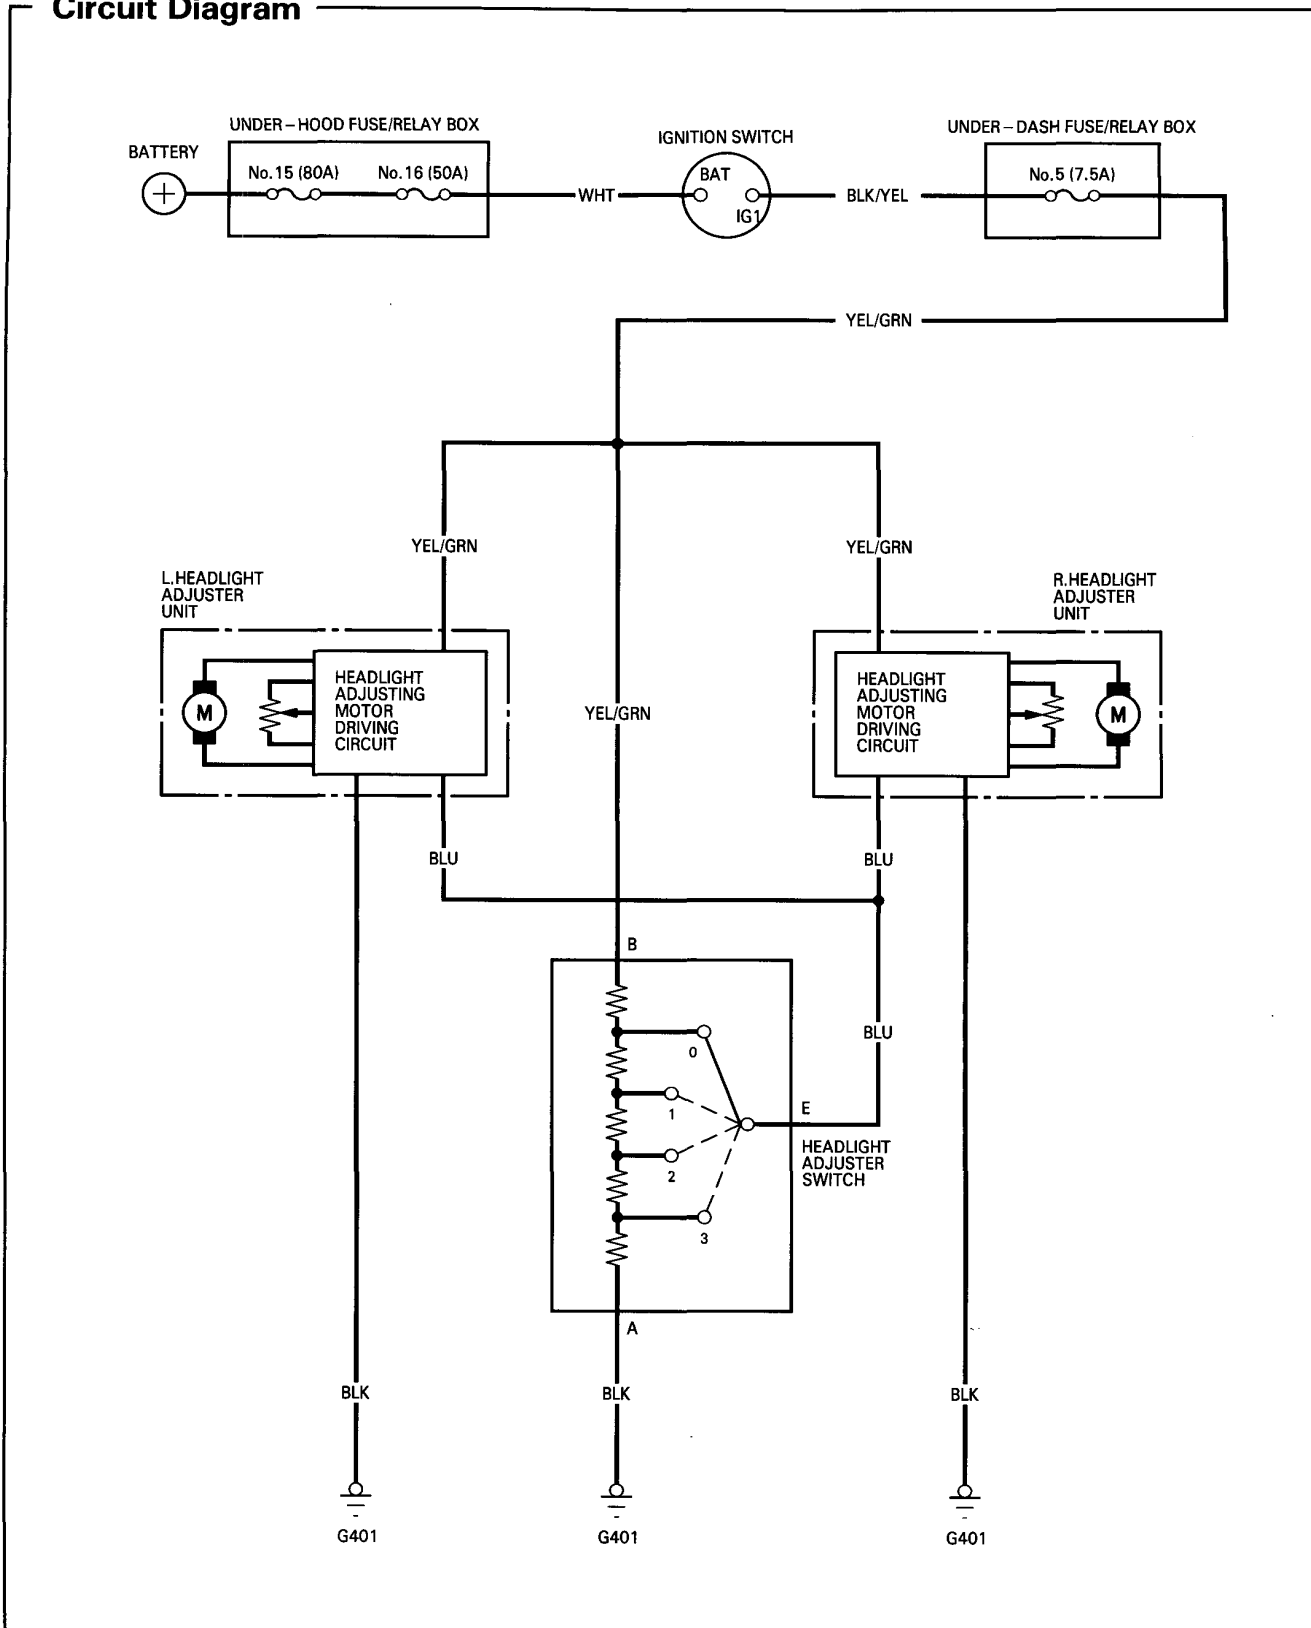 Circuit Diagram
UNDER-HOOD FUSE/RELAY BOX
IGNITION SWITCH
UNDER-DASH FUSE/RELAY BOX
BATTERY
No.15 (80A)
No.16 (50A)
WHT
BAT
IG1
BLK/YEL
No.5 (7.5A)
YEL/GRN
YEL/GRN
YEL/GRN
L.HEADLIGHT
ADJUSTER
UNIT
R.HEADLIGHT
ADJUSTER
UNIT
M
HEADLIGHT
ADJUSTING
MOTOR
DRIVING
CIRCUIT
YEL/GRN
HEADLIGHT
ADJUSTING
MOTOR
DRIVING
CIRCUIT
M
BLU
BLU
B
0
BLU
1
E
HEADLIGHT
ADJUSTER
SWITCH
2
3
A
BLK
BLK
BLK
G401
G401
G401